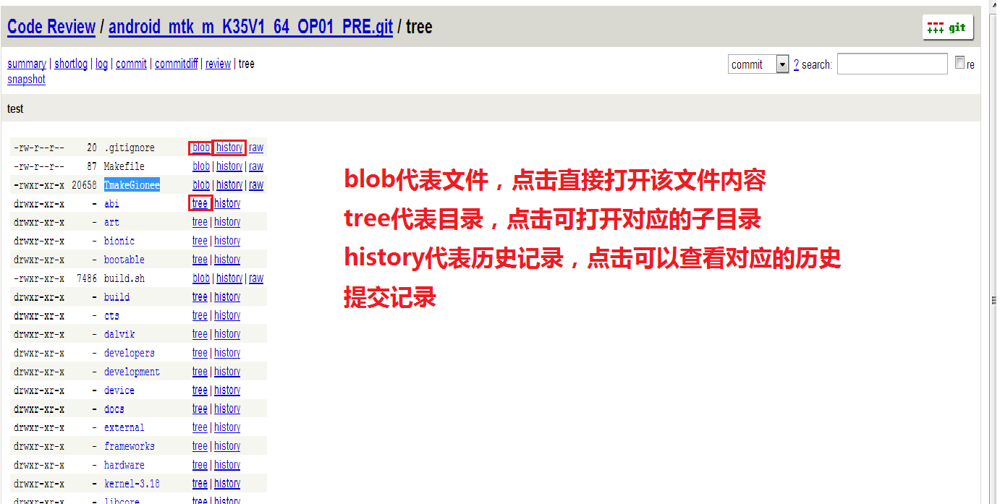 Code Review / android_mtk_m_K35V1_64_OP01_PRE.git / tree
git
summary | shortlog | log | commit | commitdiff | review | tree
snapshot
commit ? search: re
test
-rw-r--r-- 20 .gitignore blob | history | raw
-rw-r--r-- 87 Makefile blob | history | raw
-rwxr-xr-x 20658 TmakeGionee blob | history | raw
drwxr-xr-x - abi tree | history
drwxr-xr-x - art tree | history
drwxr-xr-x - bionic tree | history
drwxr-xr-x - bootable tree | history
-rwxr-xr-x 7486 build.sh blob | history | raw
drwxr-xr-x - build tree | history
drwxr-xr-x - cts tree | history
drwxr-xr-x - dalvik tree | history
drwxr-xr-x - developers tree | history
drwxr-xr-x - development tree | history
drwxr-xr-x - device tree | history
drwxr-xr-x - docs tree | history
drwxr-xr-x - external tree | history
drwxr-xr-x - frameworks tree | history
drwxr-xr-x - hardware tree | history
drwxr-xr-x - kernel-3.18 tree | history
drwxr-xr-x - libcore tree | history
blob代表文件，点击直接打开该文件内容
tree代表目录，点击可打开对应的子目录
history代表历史记录，点击可以查看对应的历史
提交记录